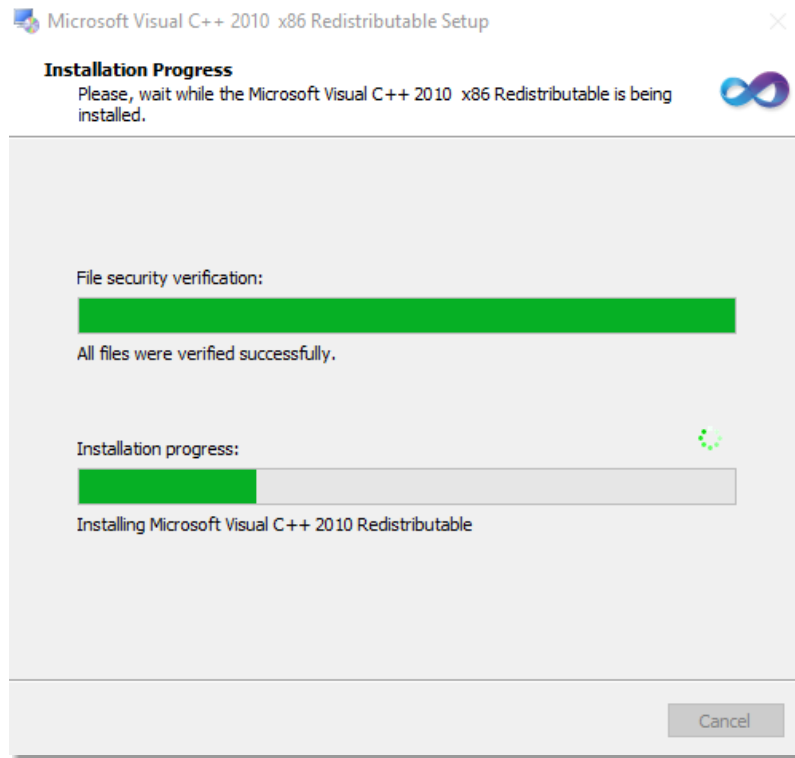 Microsoft Visual C++ 2010  x86 Redistributable Setup
Installation Progress
Please, wait while the Microsoft Visual C++ 2010  x86 Redistributable is being
installed.
File security verification:
All files were verified successfully.
Installation progress:
Installing Microsoft Visual C++ 2010 Redistributable
Cancel